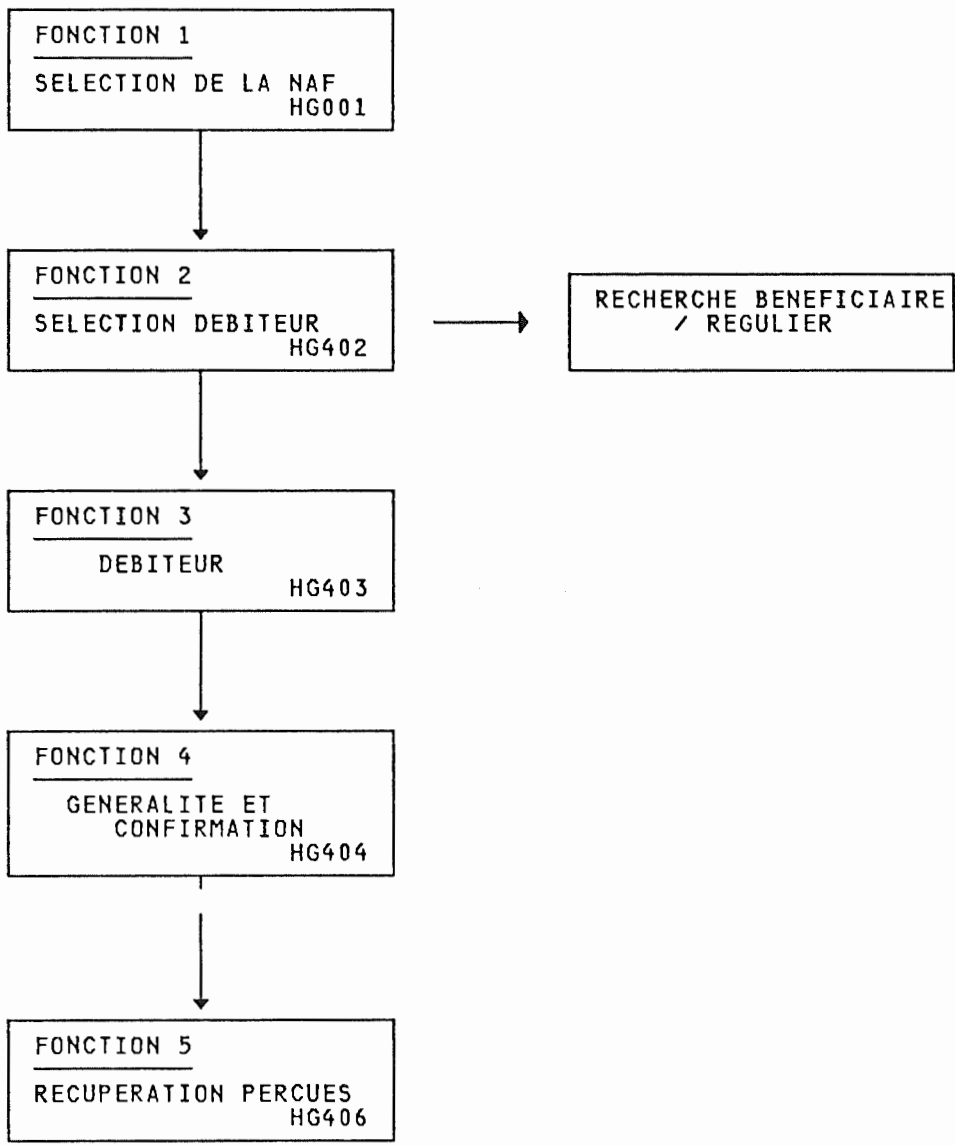 FONCTION 1
SELECTION DE LA NAF
HG001
FONCTION 2
SELECTION DEBITEUR
HG402
RECHERCHE BENEFICIAIRE
/ REGULIER
FONCTION 3
DEBITEUR
HG403
FONCTION 4
GENERALITE ET
CONFIRMATION
HG404
FONCTION 5
RECUPERATION PERCUES
HG406